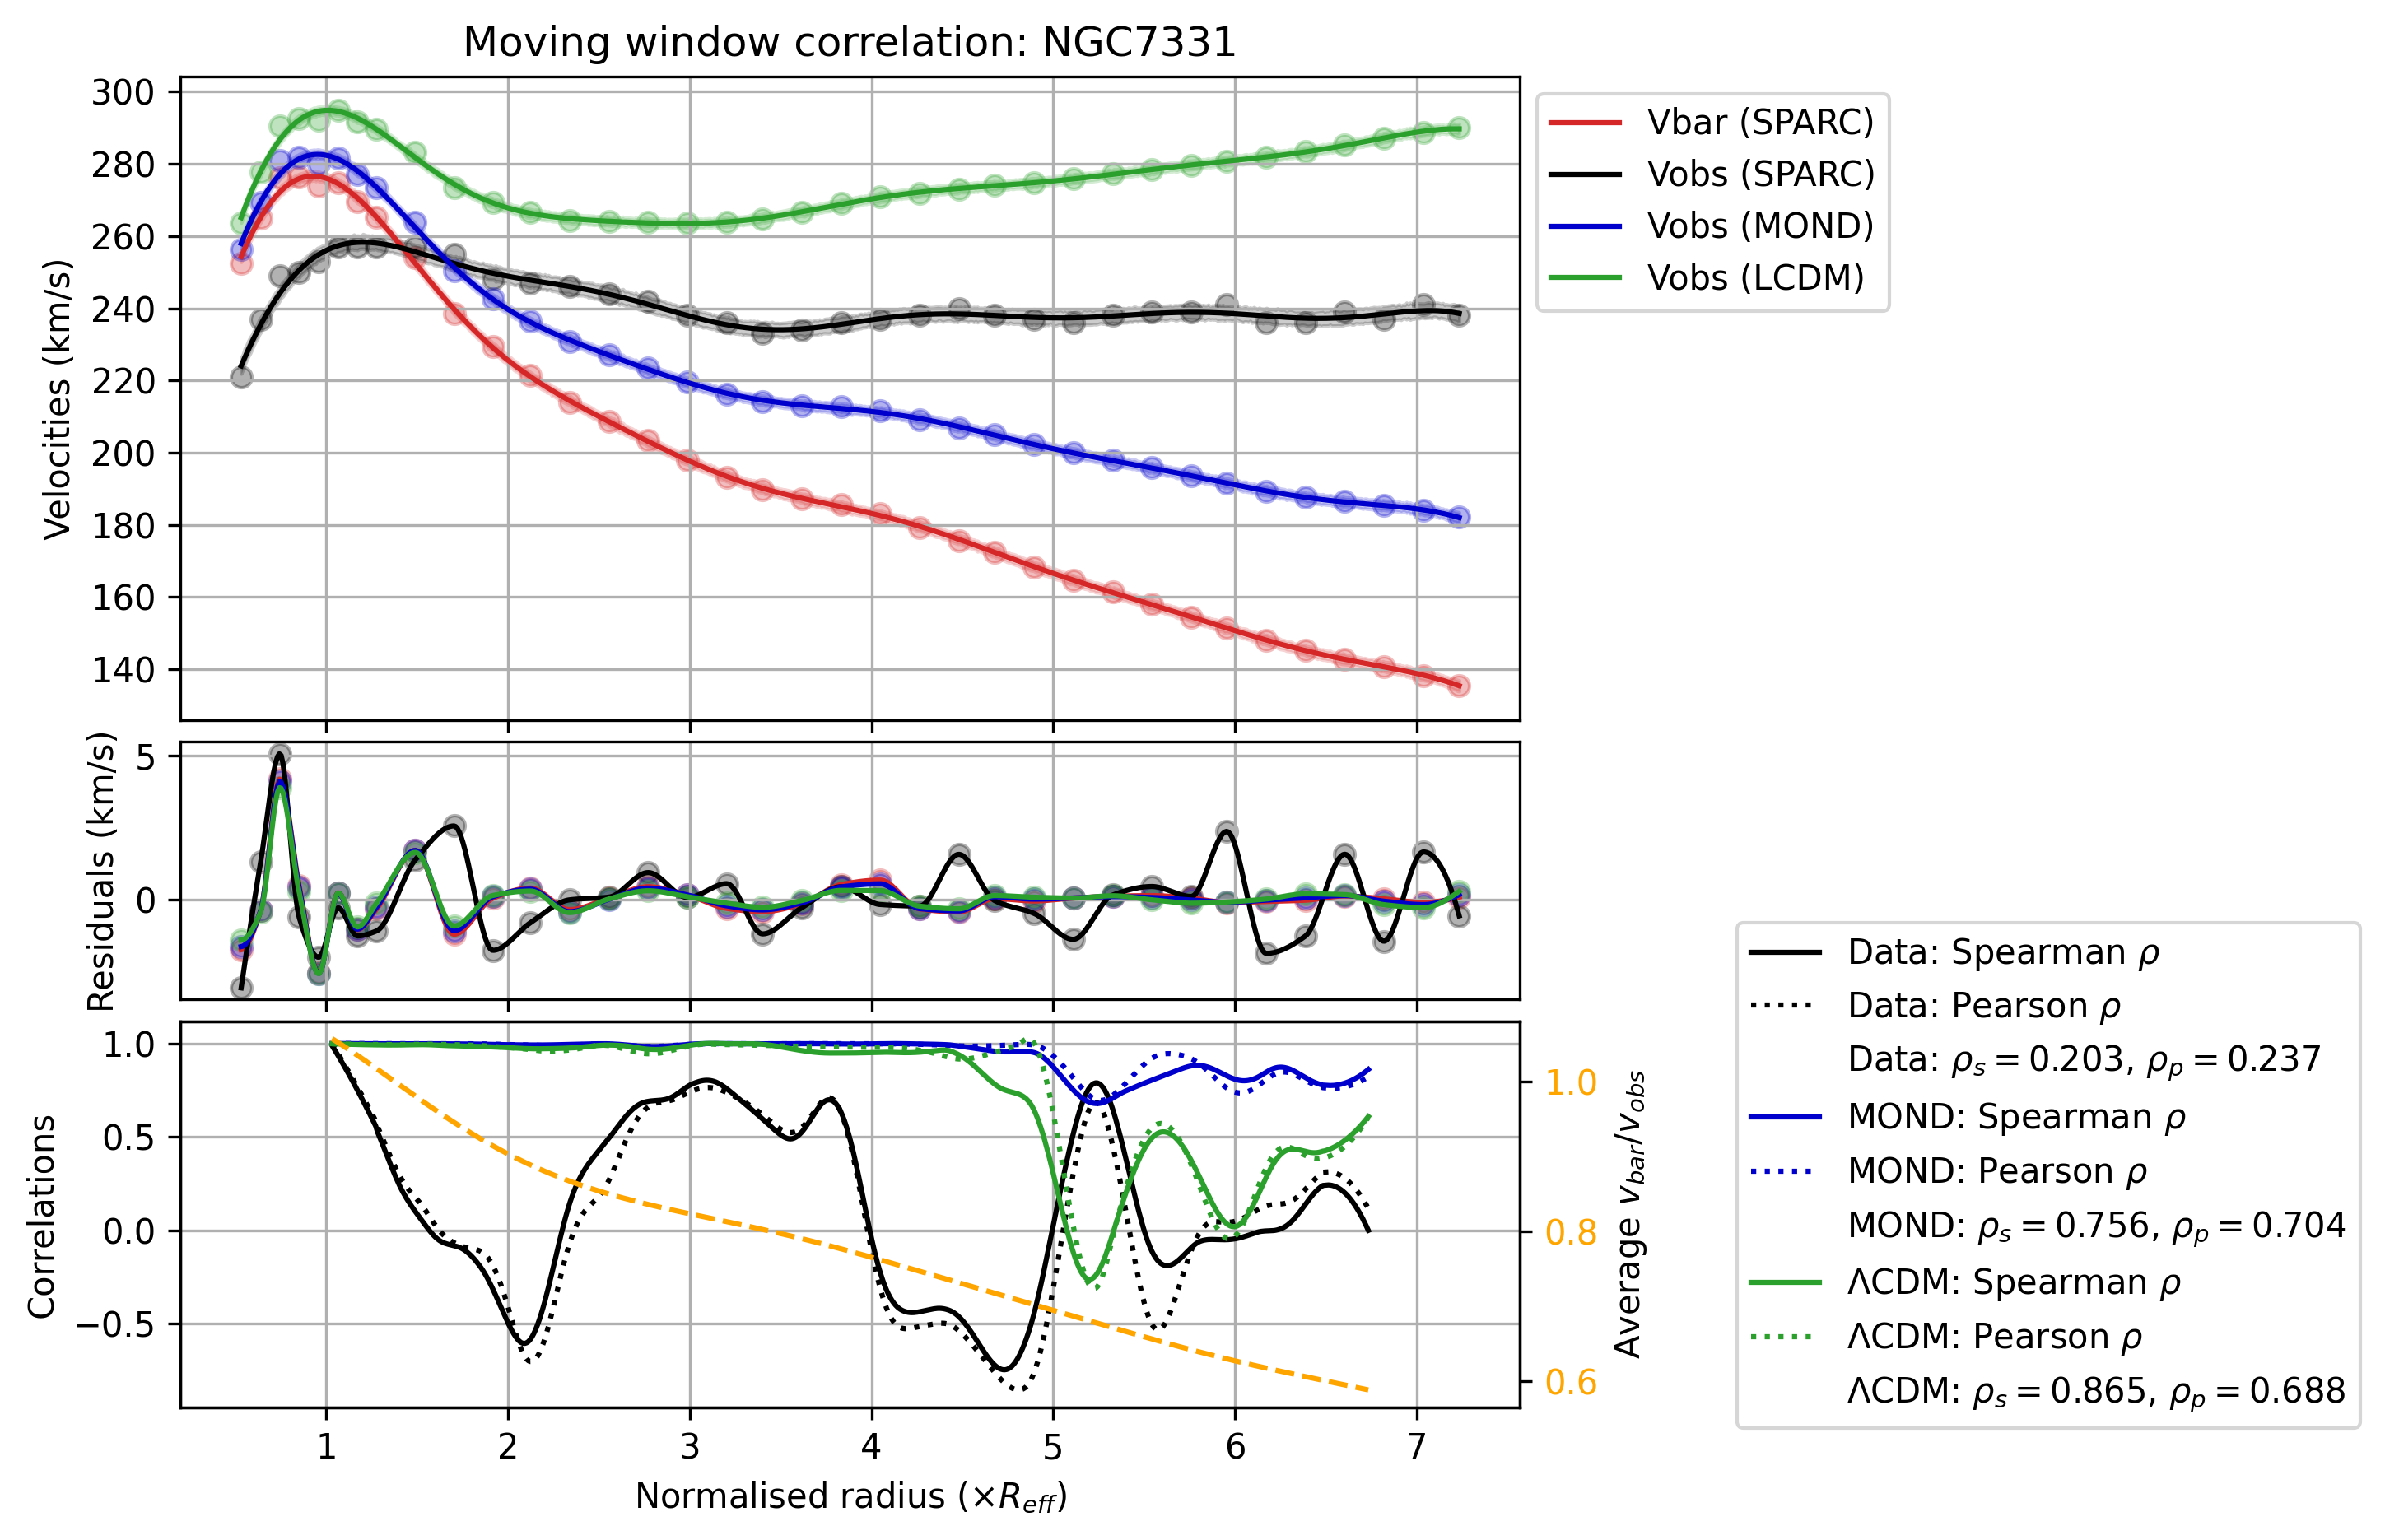 Moving window correlation: NGC7331
300
280
260
240
220
200
180
160
140
Velocities (km/s)
Vbar (SPARC)
Vobs (SPARC)
Vobs (MOND)
Vobs (LCDM)
5
0
Residuals (km/s)
1.0
0.5
0.0
−0.5
Correlations
1.0
0.8
0.6
Average v_bar/v_obs
1 2 3 4 5 6 7
Normalised radius (×R_eff)
Data: Spearman ρ
Data: Pearson ρ
Data: ρ_s = 0.203, ρ_p = 0.237
MOND: Spearman ρ
MOND: Pearson ρ
MOND: ρ_s = 0.756, ρ_p = 0.704
ΛCDM: Spearman ρ
ΛCDM: Pearson ρ
ΛCDM: ρ_s = 0.865, ρ_p = 0.688